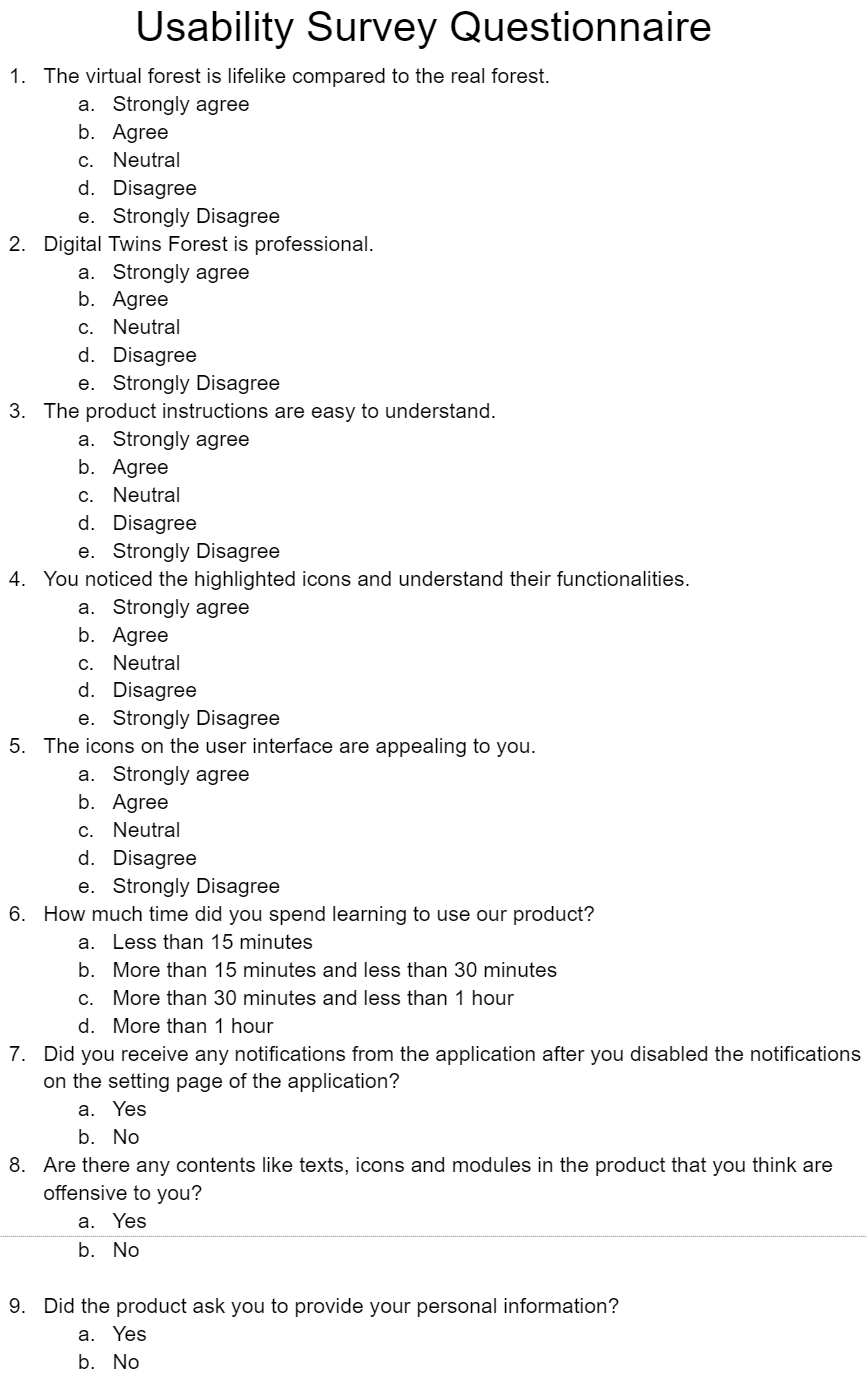 Usability Survey Questionnaire
1. The virtual forest is lifelike compared to the real forest.
a. Strongly agree
b. Agree
c. Neutral
d. Disagree
e. Strongly Disagree
2. Digital Twins Forest is professional.
a. Strongly agree
b. Agree
c. Neutral
d. Disagree
e. Strongly Disagree
3. The product instructions are easy to understand.
a. Strongly agree
b. Agree
c. Neutral
d. Disagree
e. Strongly Disagree
4. You noticed the highlighted icons and understand their functionalities.
a. Strongly agree
b. Agree
c. Neutral
d. Disagree
e. Strongly Disagree
5. The icons on the user interface are appealing to you.
a. Strongly agree
b. Agree
c. Neutral
d. Disagree
e. Strongly Disagree
6. How much time did you spend learning to use our product?
a. Less than 15 minutes
b. More than 15 minutes and less than 30 minutes
c. More than 30 minutes and less than 1 hour
d. More than 1 hour
7. Did you receive any notifications from the application after you disabled the notifications
on the setting page of the application?
a. Yes
b. No
8. Are there any contents like texts, icons and modules in the product that you think are
offensive to you?
a. Yes
b. No
9. Did the product ask you to provide your personal information?
a. Yes
b. No